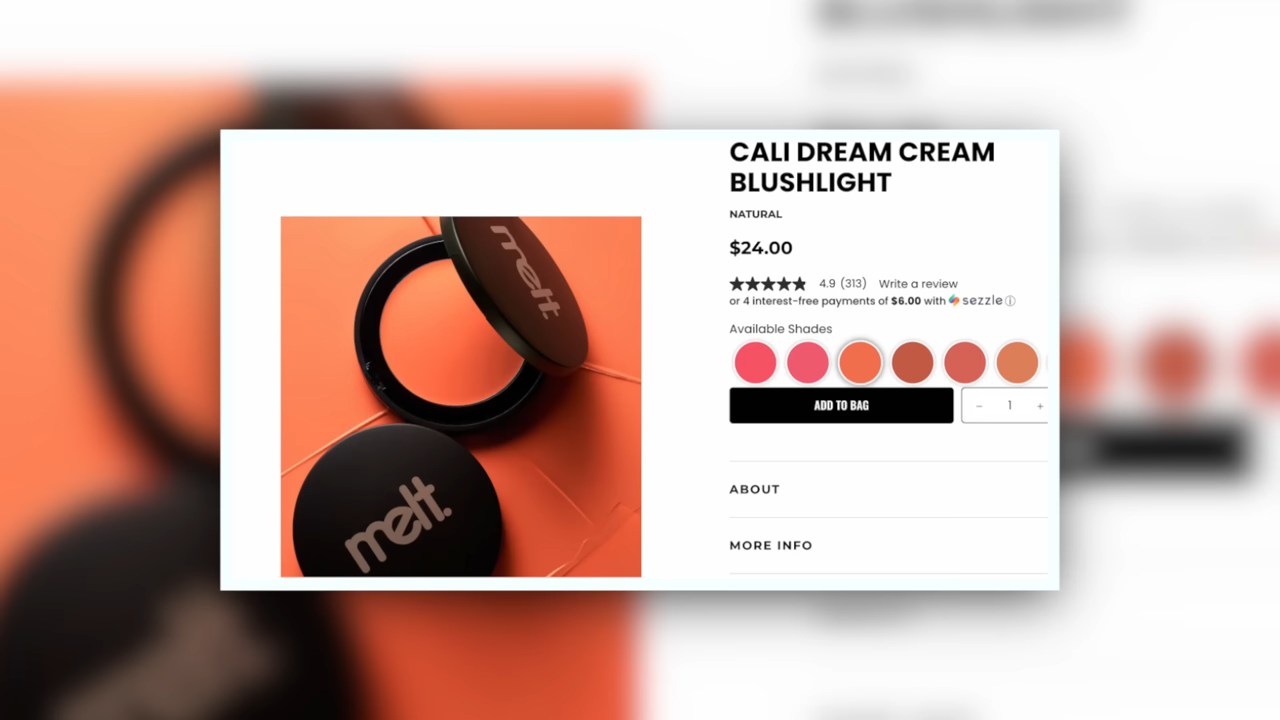 melt.
melt.
CALI DREAM CREAM
BLUSHLIGHT
NATURAL
$24.00
4.9 (313) Write a review
or 4 interest-free payments of $6.00 with sezzle
Available Shades
ADD TO BAG
− 1 +
ABOUT
MORE INFO